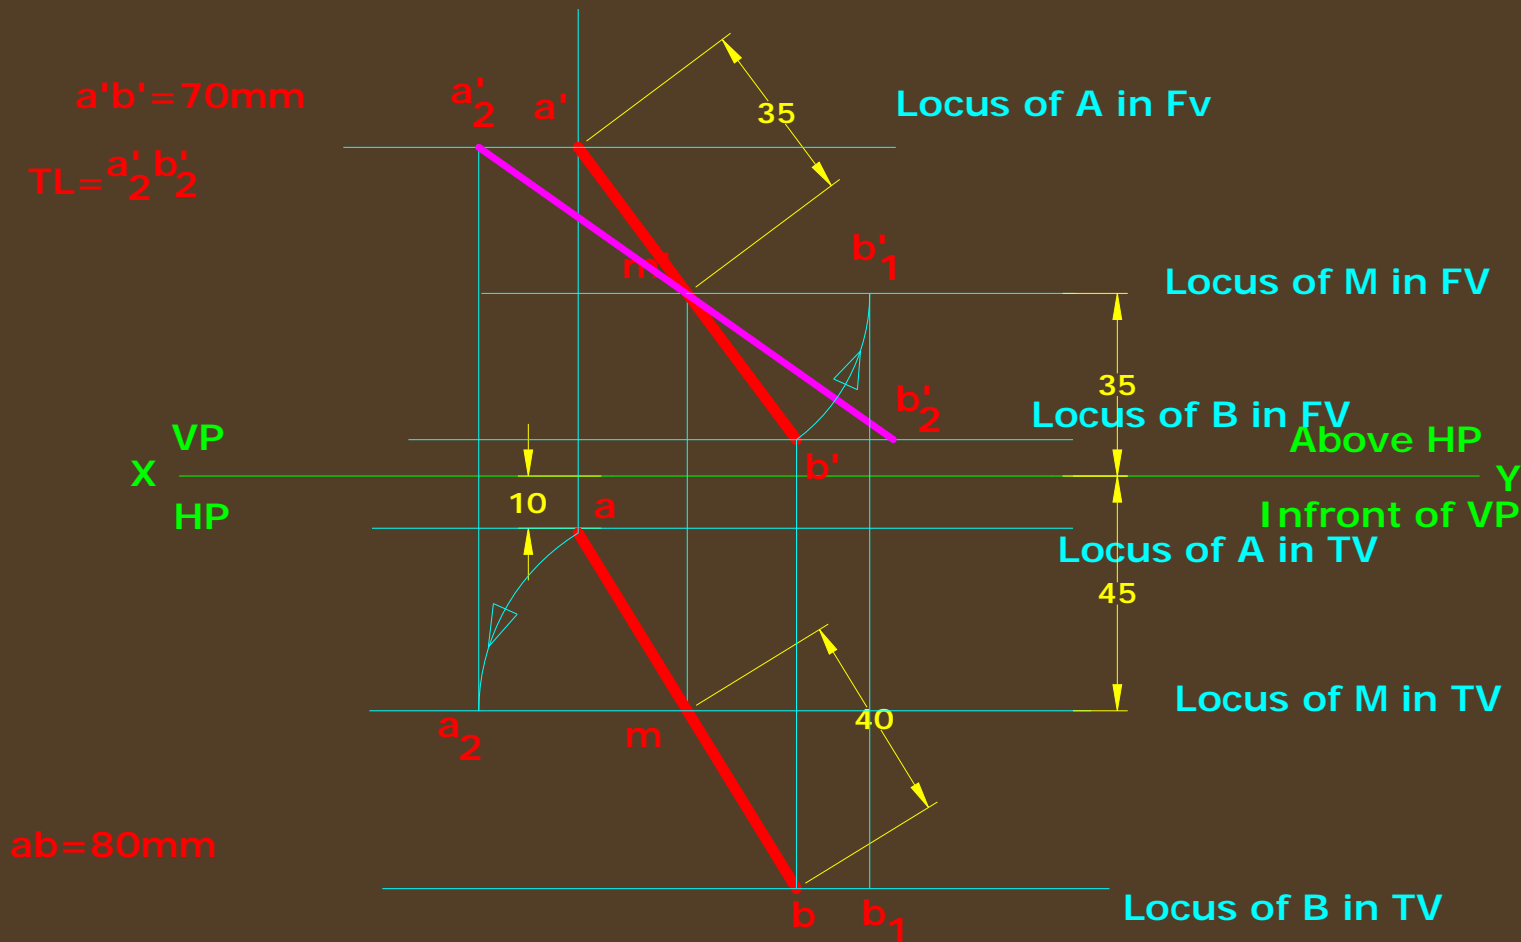 a'b'=70mm
a'2
a'
35
Locus of A in Fv
TL=a'2b'2
m'
b'1
Locus of M in FV
35
b'2
Locus of B in FV
VP
Above HP
X
b'
Y
10
a
HP
Infront of VP
Locus of A in TV
45
a2
m
40
Locus of M in TV
ab=80mm
b
b1
Locus of B in TV